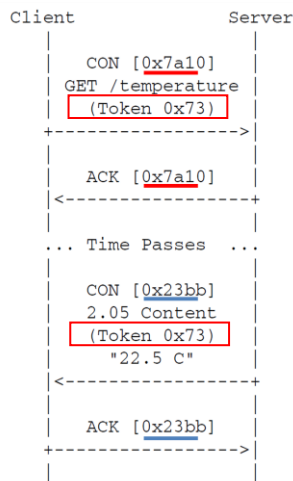 Client Server
CON [0x7a10]
GET /temperature
(Token 0x73)
ACK [0x7a10]
... Time Passes ...
CON [0x23bb]
2.05 Content
(Token 0x73)
"22.5 C"
ACK [0x23bb]